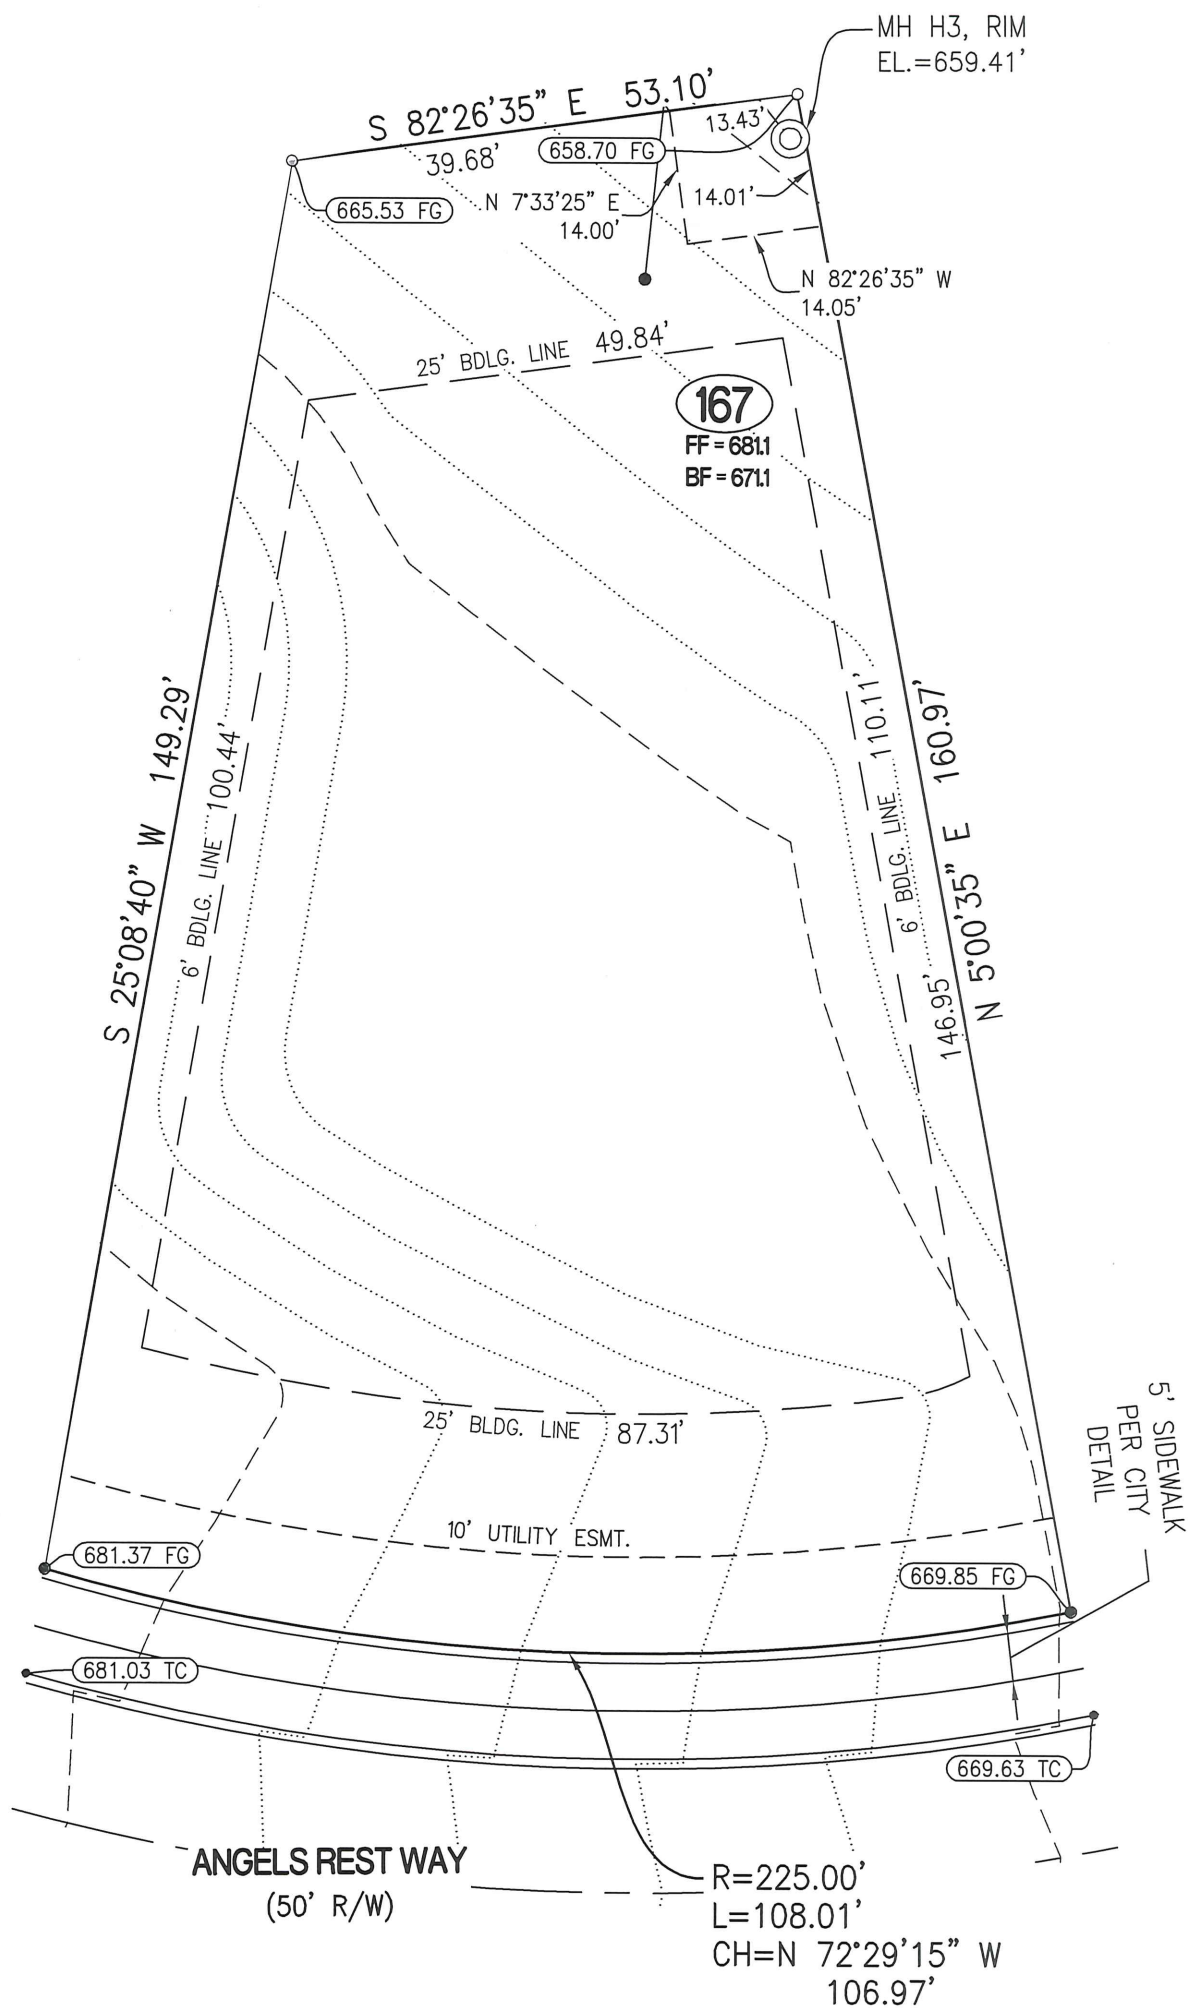 MH H3, RIM
EL.=659.41'
S 82°26'35" E 53.10'
13.43'
39.68'
658.70 FG
665.53 FG
N 7°33'25" E
14.00'
14.01'
N 82°26'35" W
14.05'
25' BDLG. LINE 49.84'
167
FF = 681.1
BF = 671.1
S 25°08'40" W 149.29'
6' BDLG. LINE 100.44'
6' BDLG. LINE 110.11'
N 5°00'35" E 160.97'
146.95'
25' BLDG. LINE 87.31'
5' SIDEWALK
PER CITY
DETAIL
10' UTILITY ESMT.
681.37 FG
669.85 FG
681.03 TC
669.63 TC
ANGELS REST WAY
(50' R/W)
R=225.00'
L=108.01'
CH=N 72°29'15" W
106.97'